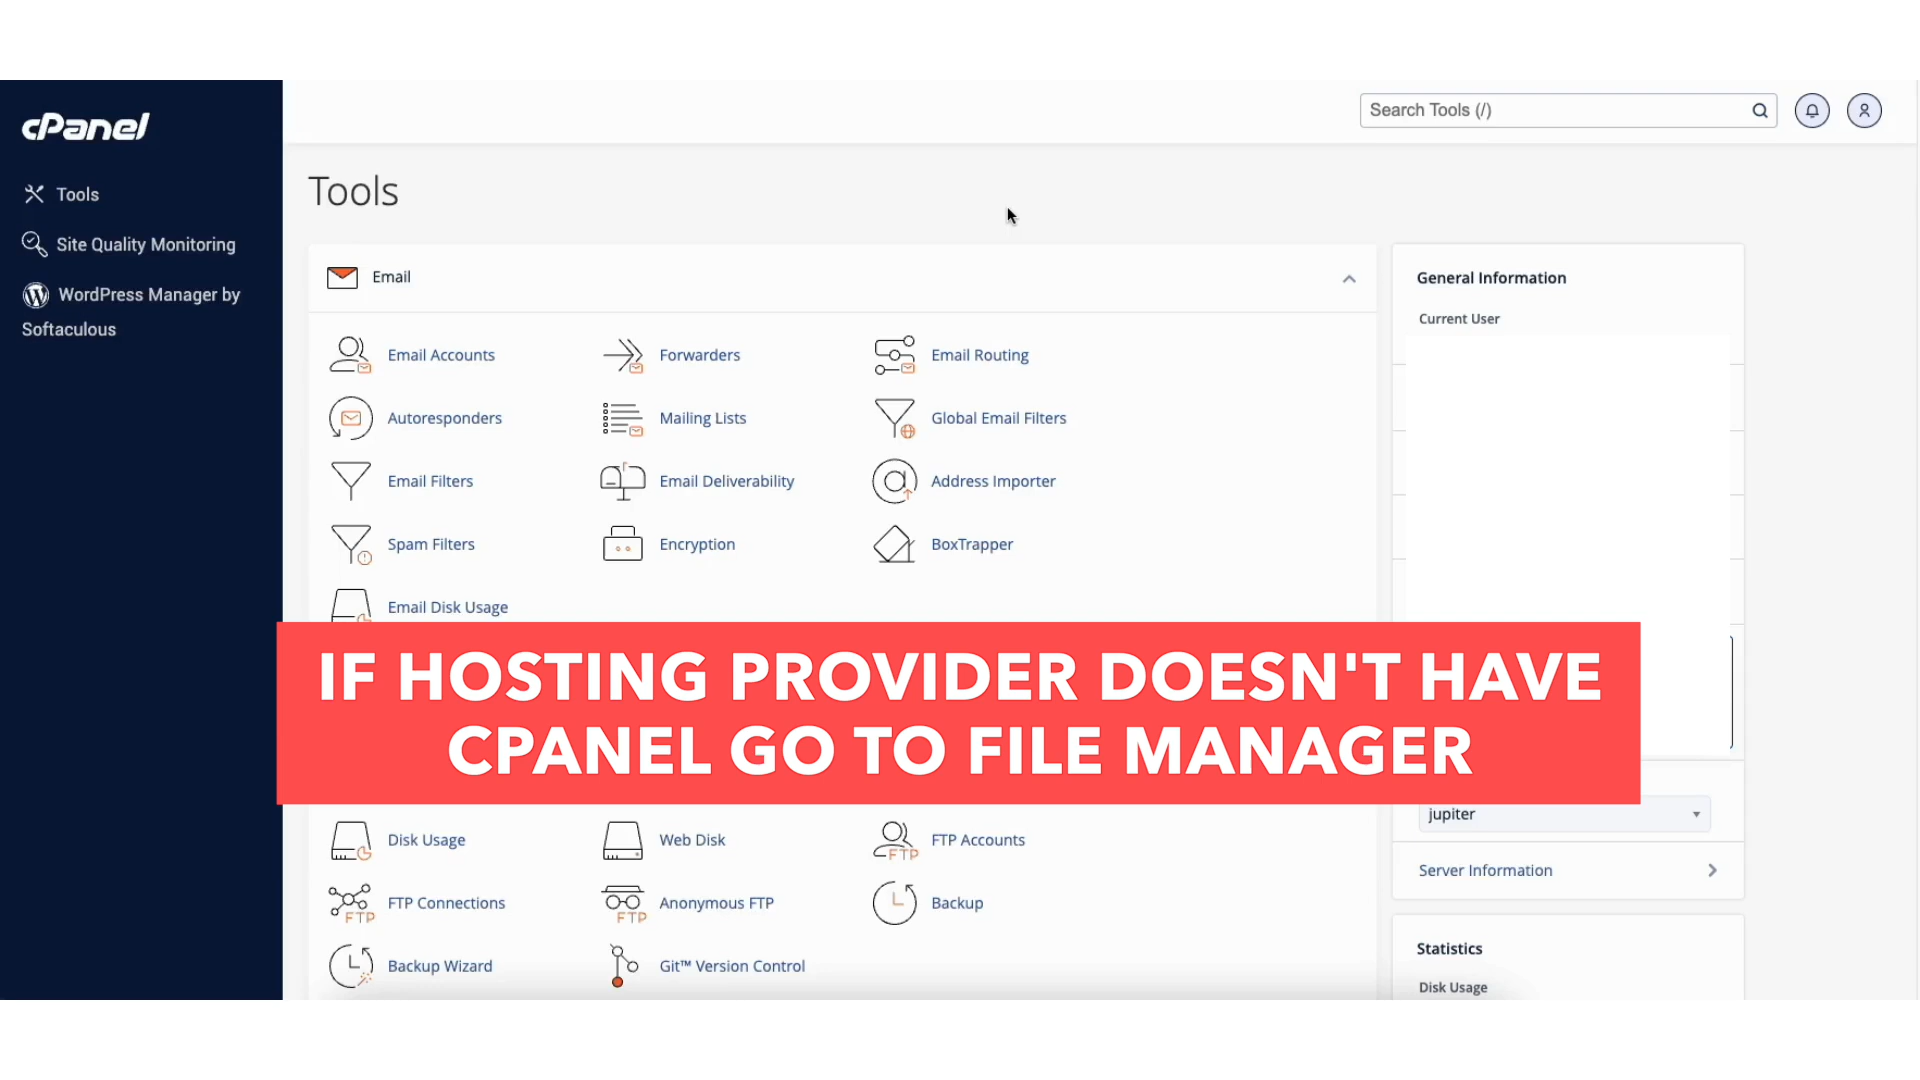 cPanel
Search Tools (/)
Tools
Site Quality Monitoring
WordPress Manager by
Softaculous
Tools
Email
Email Accounts
Forwarders
Email Routing
Autoresponders
Mailing Lists
Global Email Filters
Email Filters
Email Deliverability
Address Importer
Spam Filters
Encryption
BoxTrapper
Email Disk Usage
General Information
Current User
IF HOSTING PROVIDER DOESN'T HAVE
CPANEL GO TO FILE MANAGER
jupiter
Server Information
Disk Usage
Web Disk
FTP
FTP Accounts
FTP
FTP Connections
FTP
Anonymous FTP
Backup
Backup Wizard
Git™ Version Control
Statistics
Disk Usage